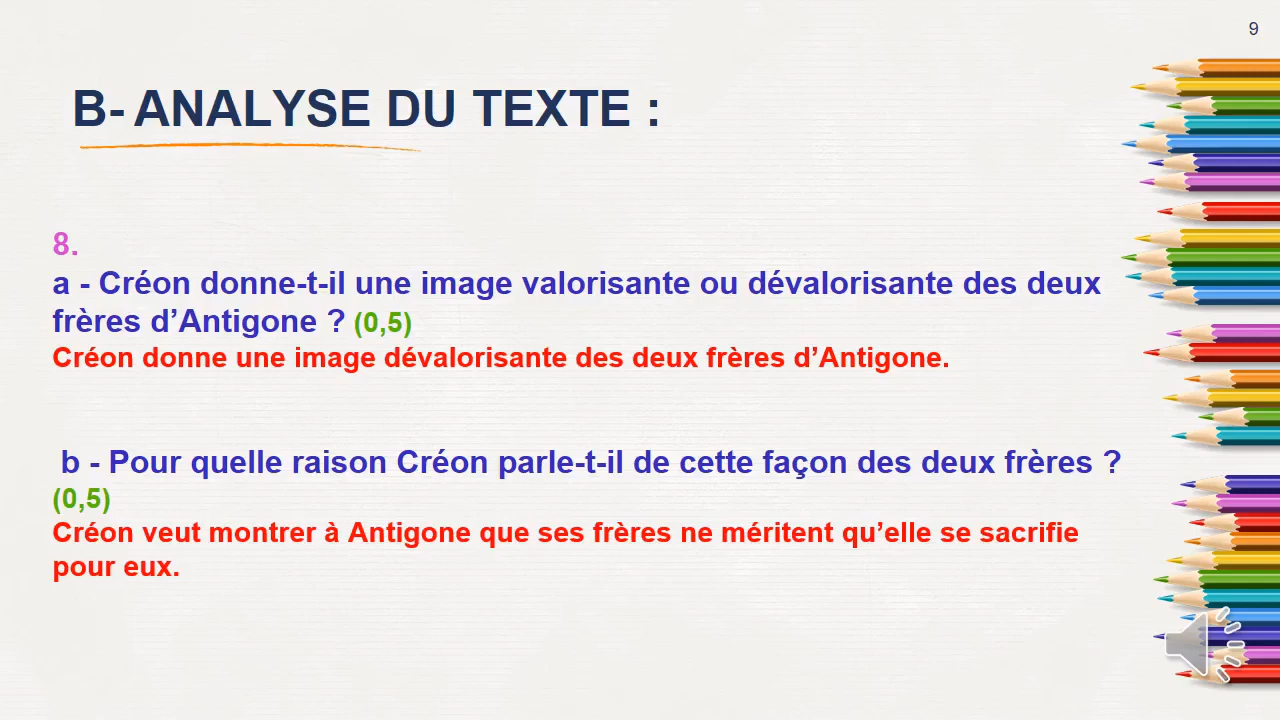 9
B- ANALYSE DU TEXTE :
8.
a - Créon donne-t-il une image valorisante ou dévalorisante des deux
frères d’Antigone ? (0,5)
Créon donne une image dévalorisante des deux frères d’Antigone.
b - Pour quelle raison Créon parle-t-il de cette façon des deux frères ?
(0,5)
Créon veut montrer à Antigone que ses frères ne méritent qu’elle se sacrifie
pour eux.